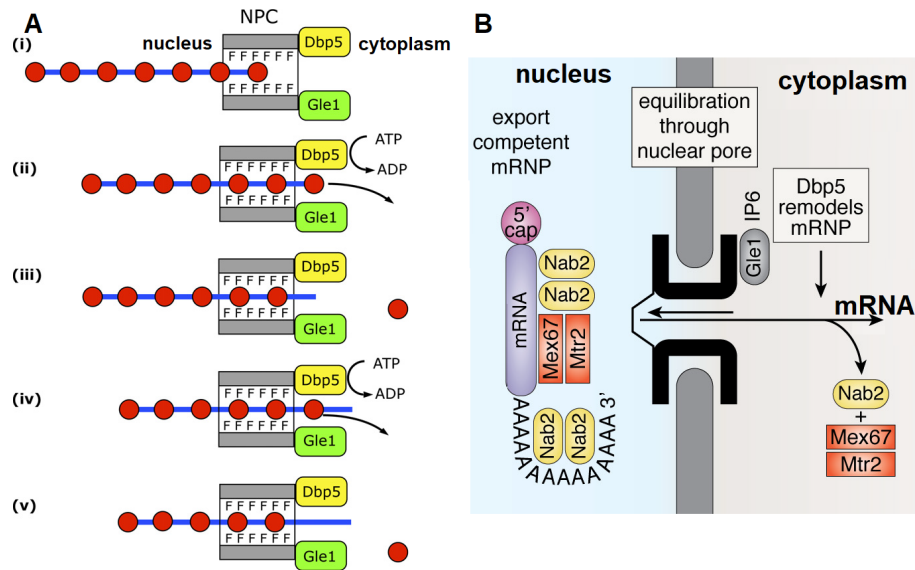 A
NPC
(i)
nucleus
cytoplasm
Dbp5
F F F F F F
F F F F F F
Gle1
(ii)
Dbp5
ATP
ADP
F F F F F F
F F F F F F
Gle1
(iii)
Dbp5
F F F F F F
F F F F F F
Gle1
(iv)
Dbp5
ATP
ADP
F F F F F F
F F F F F F
Gle1
(v)
Dbp5
F F F F F F
F F F F F F
Gle1
B
nucleus
cytoplasm
export
competent
mRNP
equilibration
through
nuclear pore
Dbp5
remodels
mRNP
IP6
Gle1
5'
cap
mRNA
Nab2
Nab2
Mex67
Mtr2
Nab2
Nab2
AAAAAAAAAAAAAAA 3'
mRNA
Nab2
+
Mex67
Mtr2